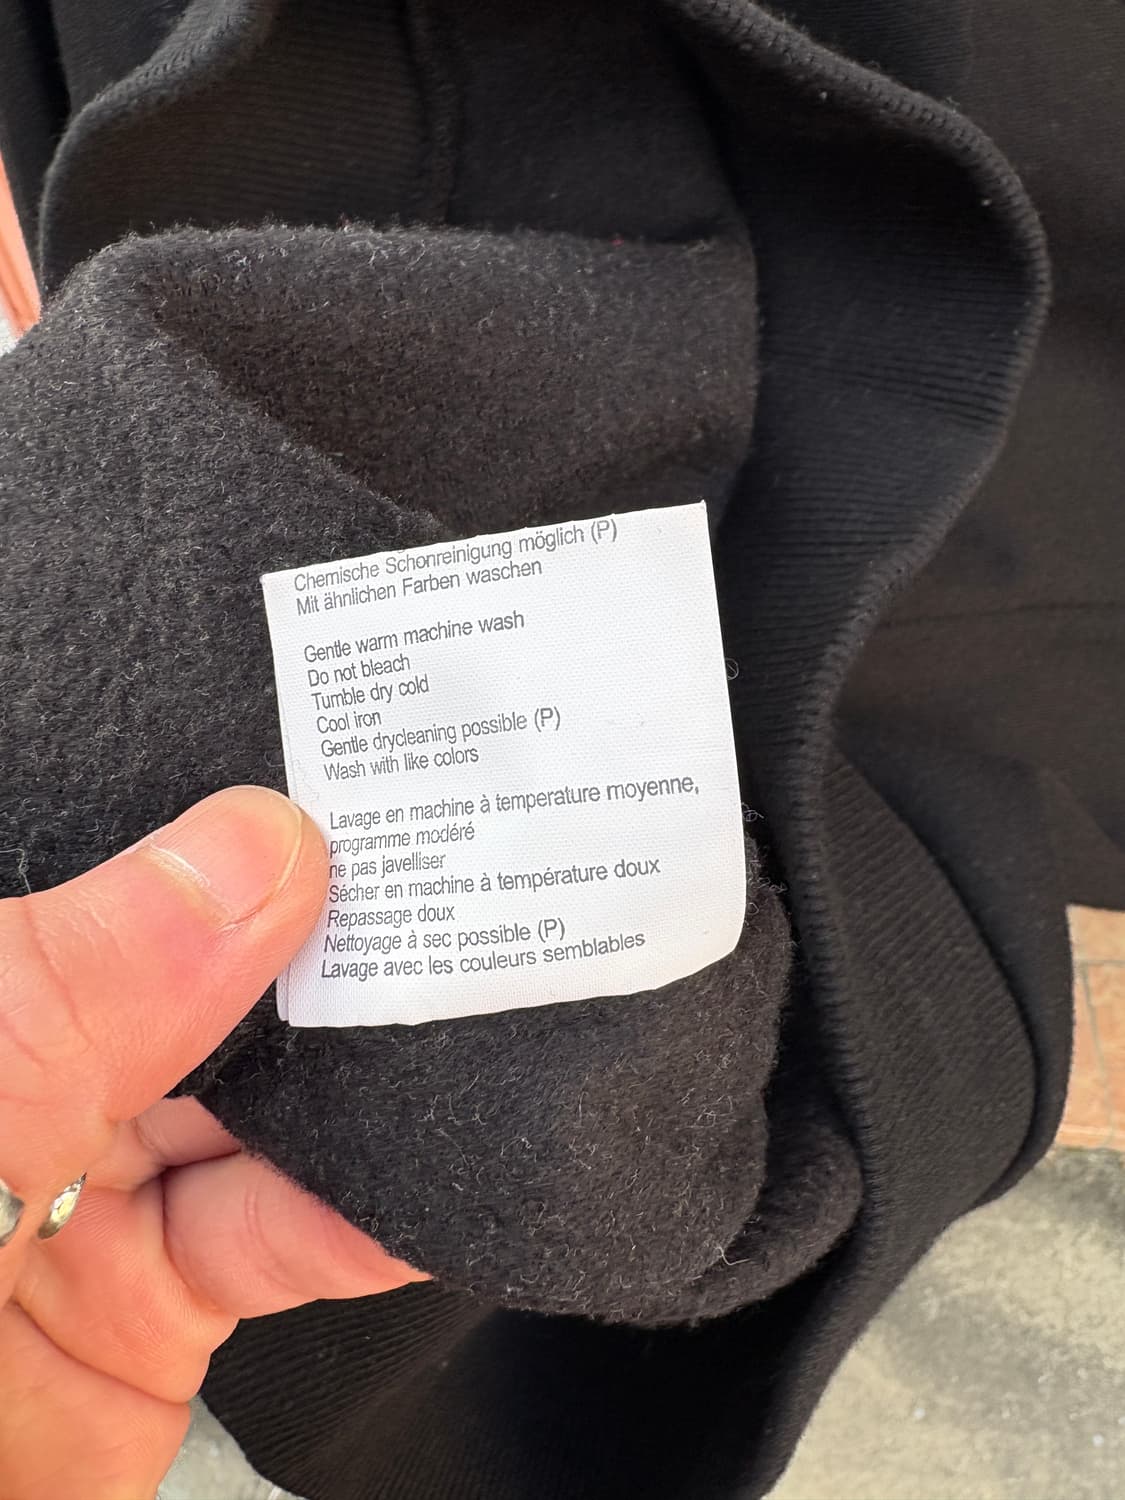 Chemische Schonreinigung möglich (P)
Mit ähnlichen Farben waschen
Gentle warm machine wash
Do not bleach
Tumble dry cold
Cool iron
Gentle drycleaning possible (P)
Wash with like colors
Lavage en machine à temperature moyenne,
programme modéré
ne pas javelliser
Sécher en machine à température doux
Repassage doux
Nettoyage à sec possible (P)
Lavage avec les couleurs semblables